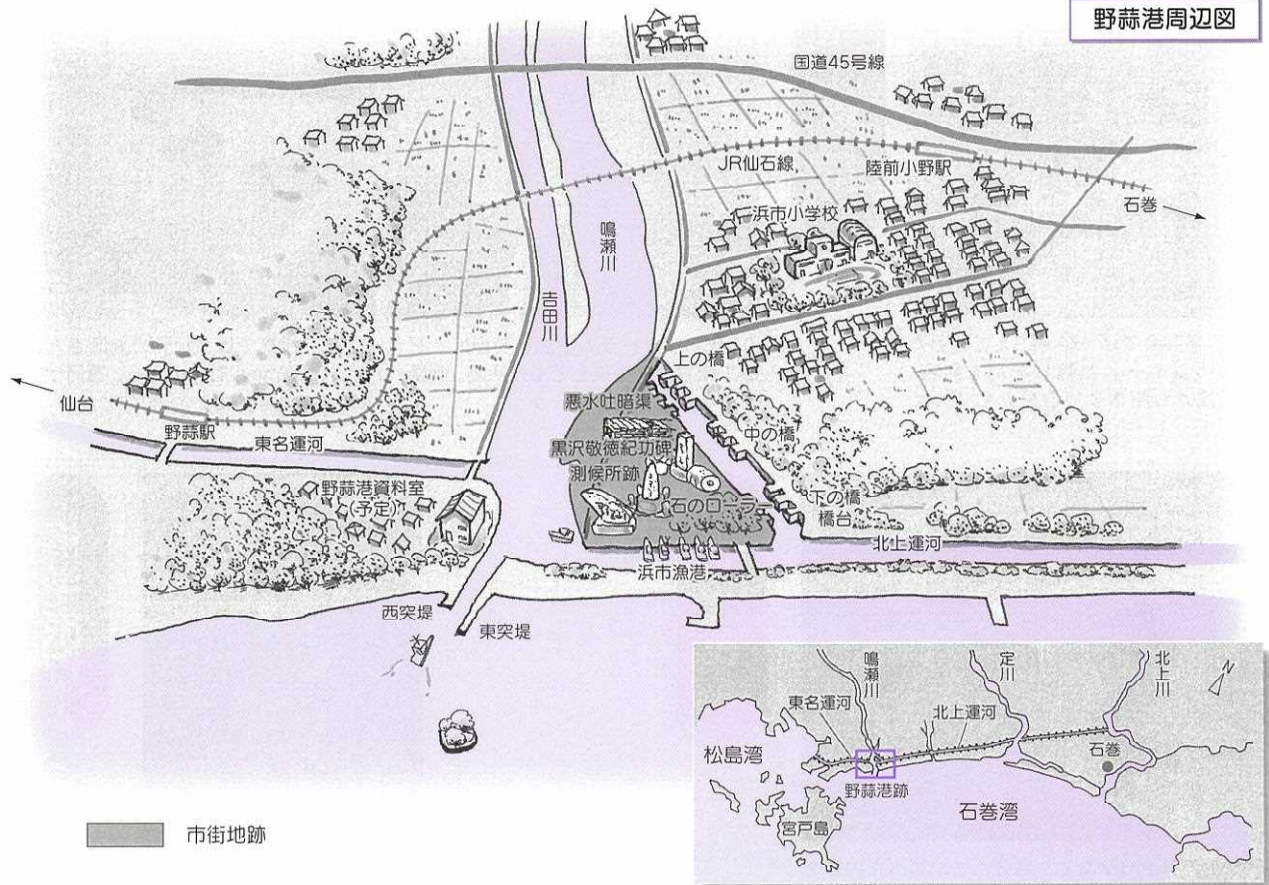 野蒜港周辺図
国道45号線
JR仙石線
陸前小野駅
石巻
浜市小学校
鳴瀬川
吉田川
上の橋
仙台
野蒜駅
東名運河
悪水吐暗渠
中の橋
黒沢敬徳紀功碑
測候所跡
野蒜港資料室
(予定)
石のローラー
下の橋
橋台
北上運河
浜市漁港
西突堤
東突堤
鳴瀬川
定川
北上川
N
東名運河
北上運河
松島湾
石巻
野蒜港跡
宮戸島
石巻湾
市街地跡